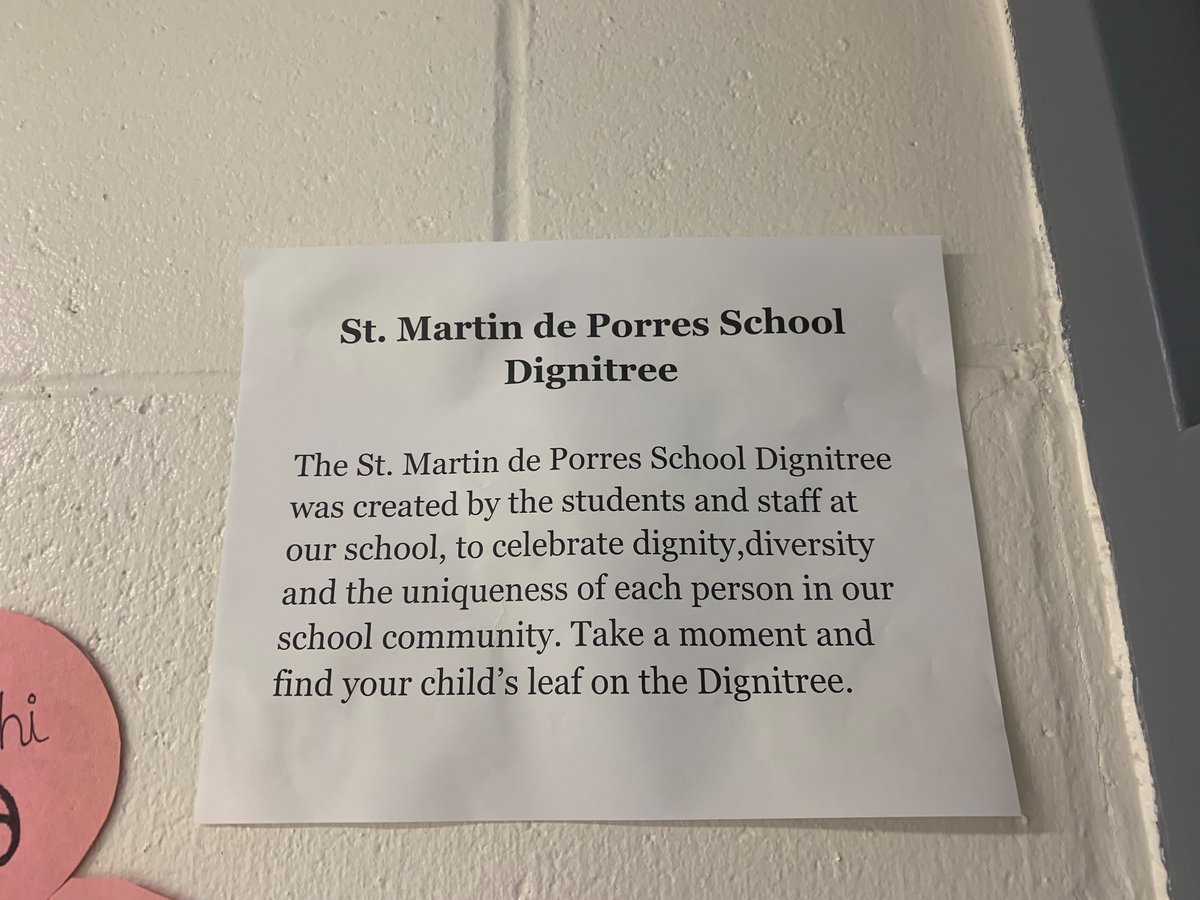 St. Martin de Porres School
Dignitree
The St. Martin de Porres School Dignitree
was created by the students and staff at
our school, to celebrate dignity,diversity
and the uniqueness of each person in our
school community. Take a moment and
find your child’s leaf on the Dignitree.